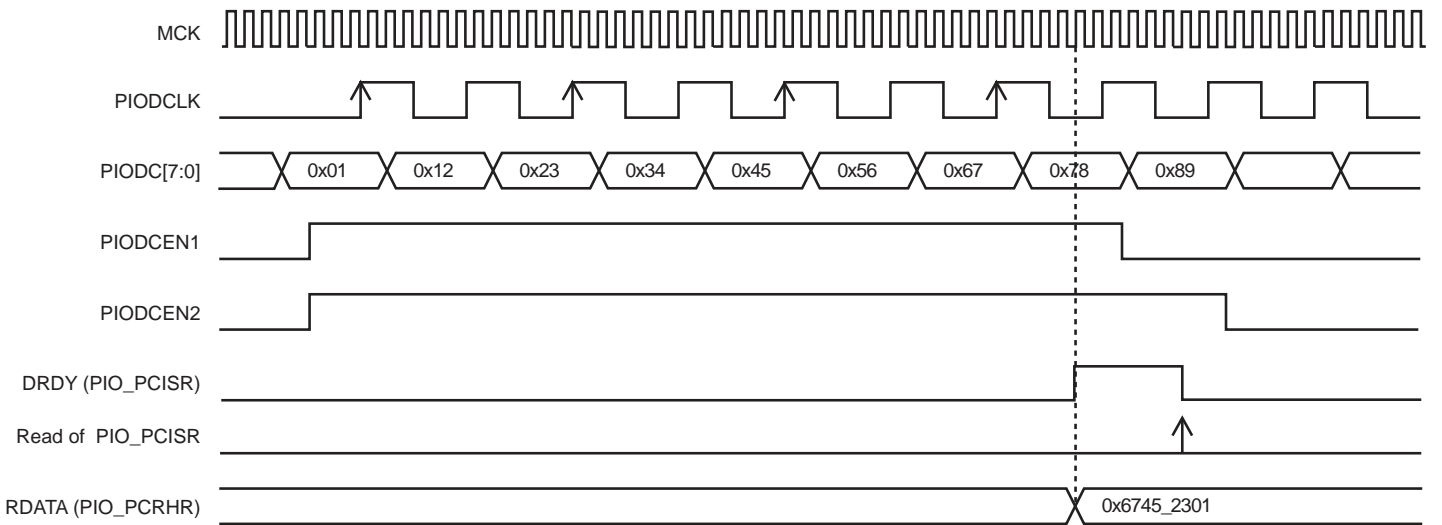 MCK
PIODCLK
PIODC[7:0] 0x01 0x12 0x23 0x34 0x45 0x56 0x67 0x78 0x89
PIODCEN1
PIODCEN2
DRDY (PIO_PCISR)
Read of PIO_PCISR
RDATA (PIO_PCRHR) 0x6745_2301